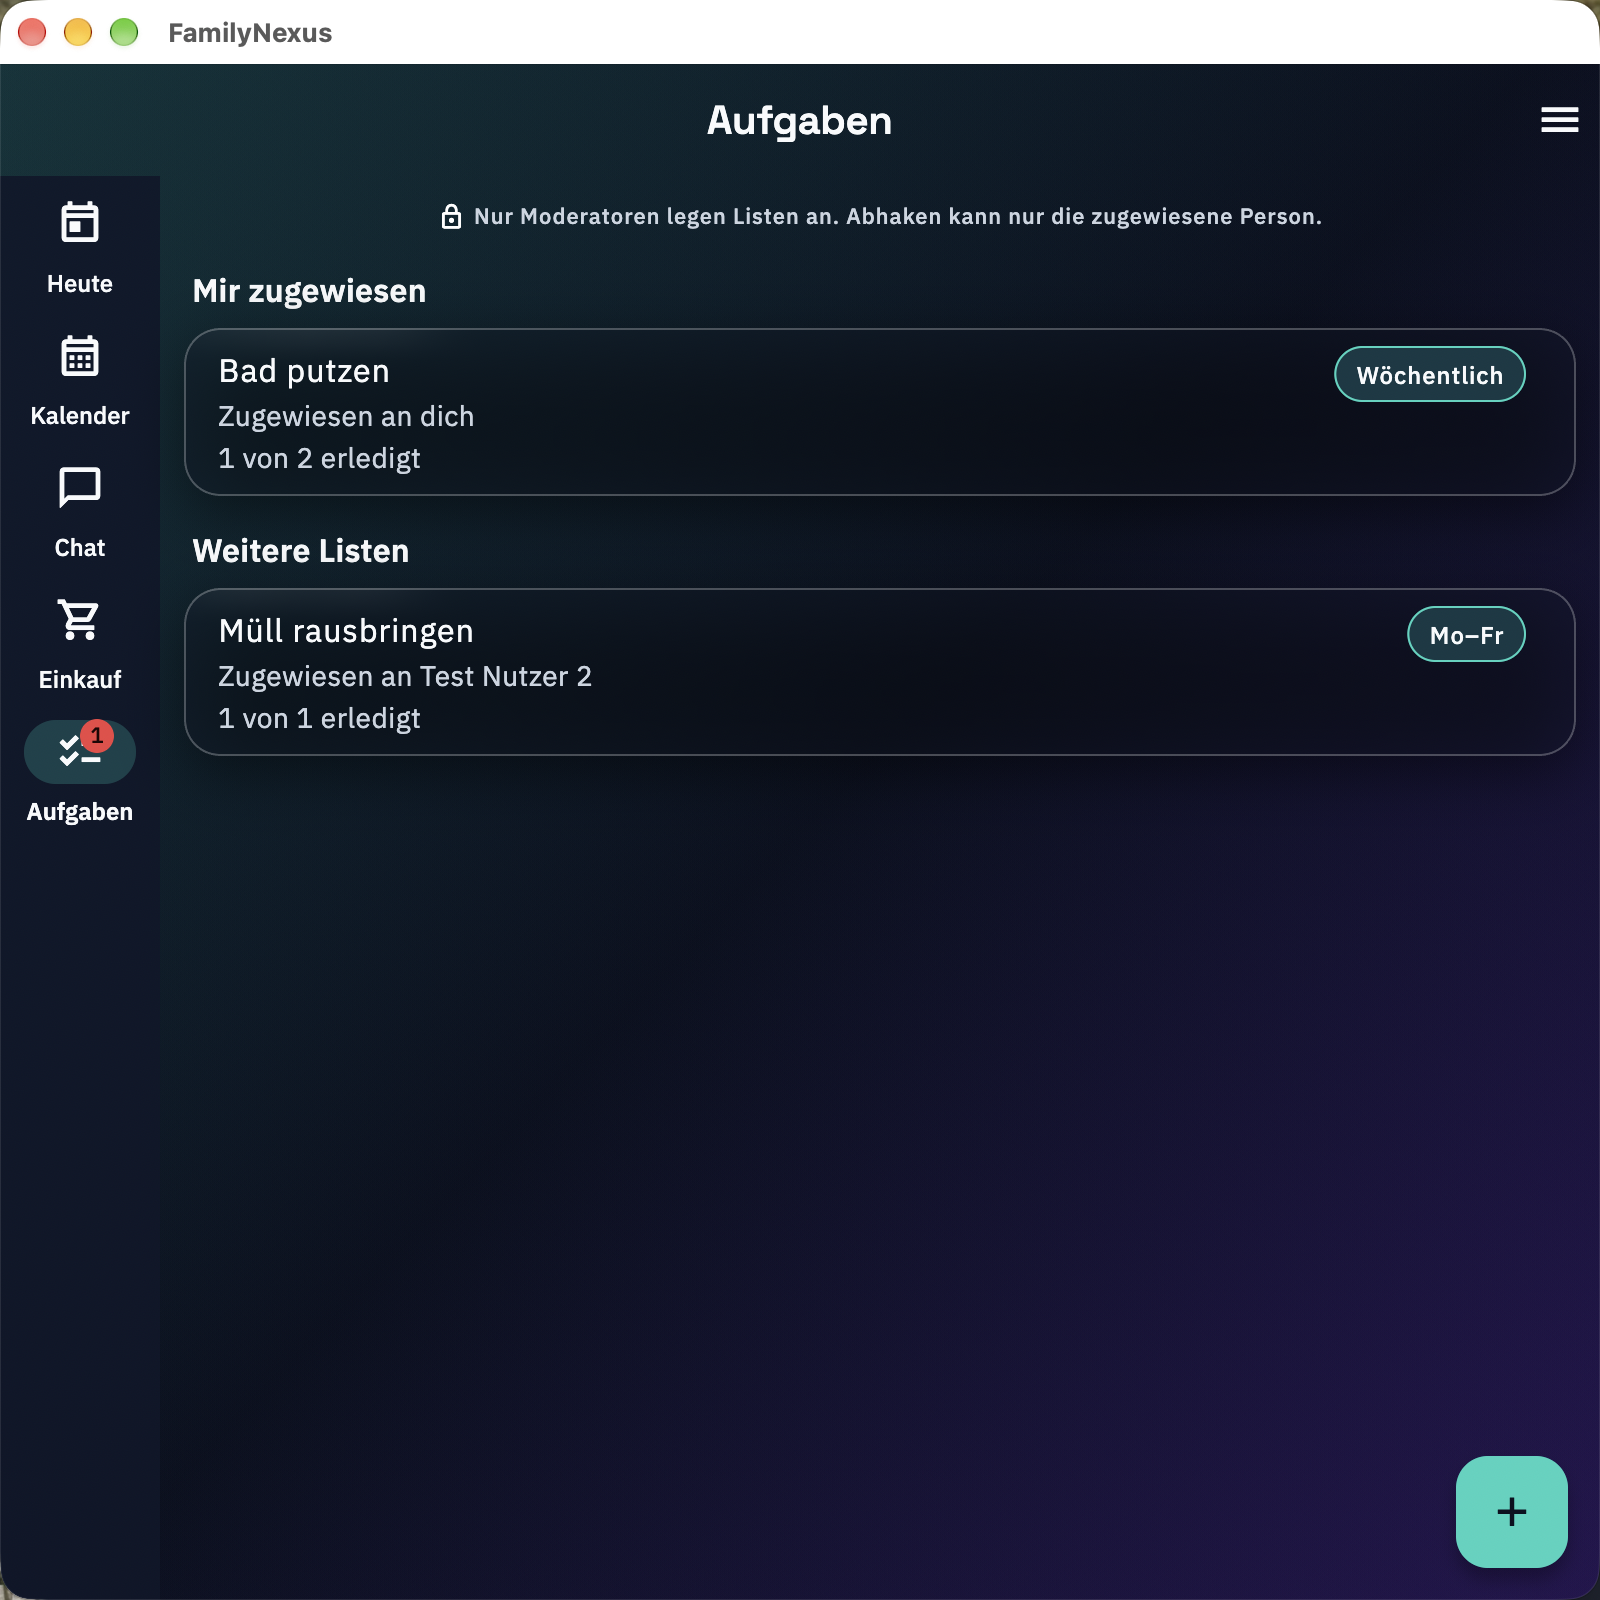 FamilyNexus
Aufgaben
Nur Moderatoren legen Listen an. Abhaken kann nur die zugewiesene Person.
Heute
Kalender
Chat
Einkauf
1
Aufgaben
Mir zugewiesen
Bad putzen
Wöchentlich
Zugewiesen an dich
1 von 2 erledigt
Weitere Listen
Müll rausbringen
Mo–Fr
Zugewiesen an Test Nutzer 2
1 von 1 erledigt